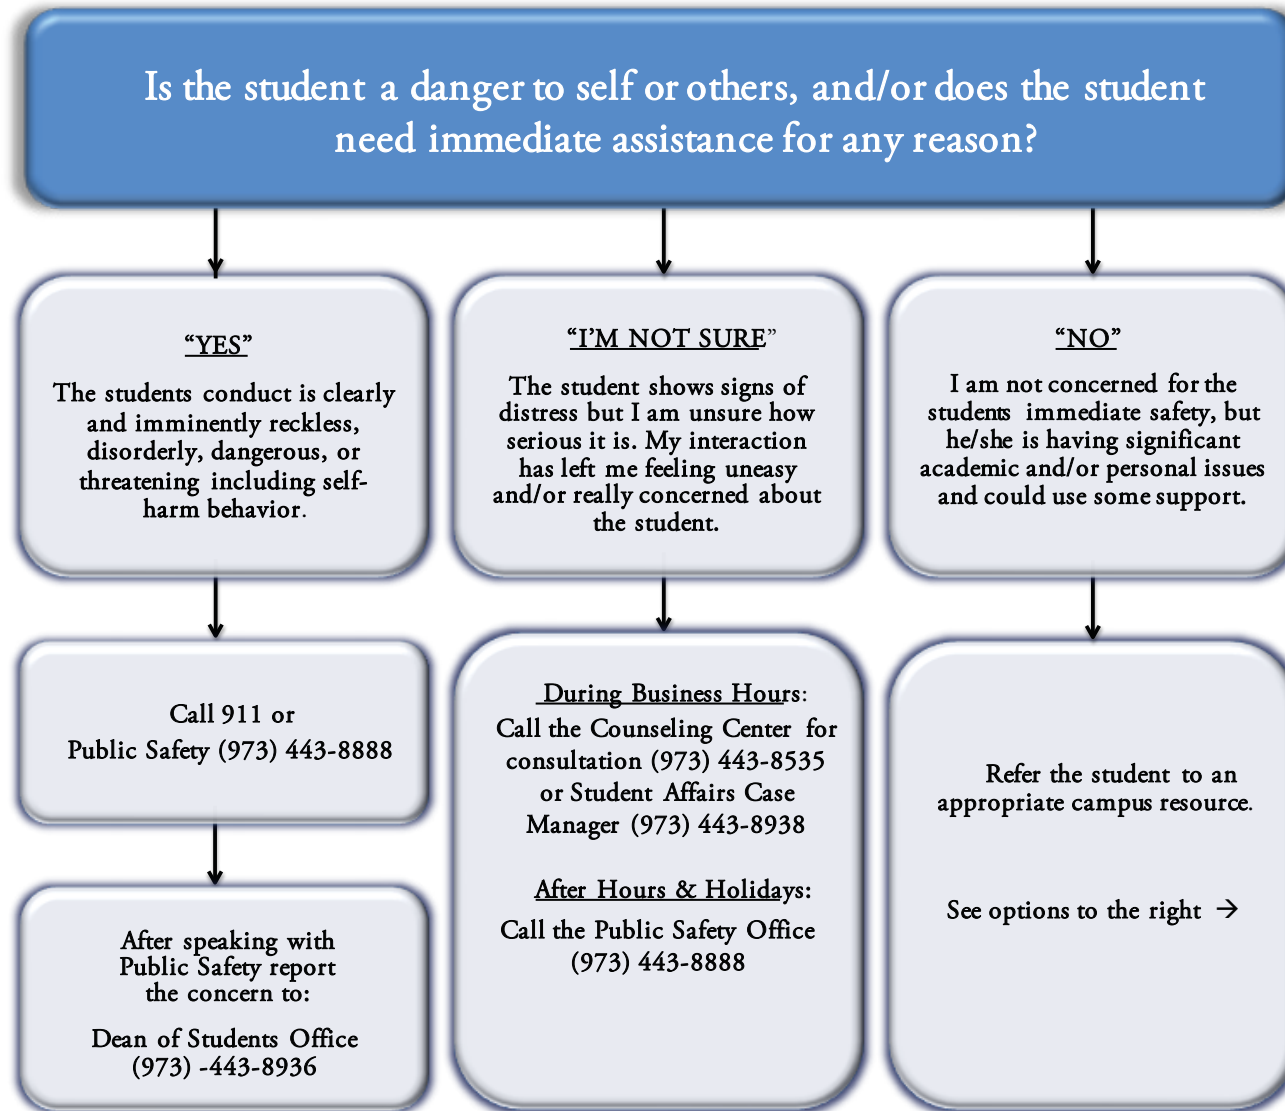 Is the student a danger to self or others, and/or does the student
need immediate assistance for any reason?
“YES”
The students conduct is clearly
and imminently reckless,
disorderly, dangerous, or
threatening including self-
harm behavior.
Call 911 or
Public Safety (973) 443-8888
After speaking with
Public Safety report
the concern to:
Dean of Students Office
(973) -443-8936
“I’M NOT SURE”
The student shows signs of
distress but I am unsure how
serious it is. My interaction
has left me feeling uneasy
and/or really concerned about
the student.
During Business Hours:
Call the Counseling Center for
consultation (973) 443-8535
or Student Affairs Case
Manager (973) 443-8938
After Hours & Holidays:
Call the Public Safety Office
(973) 443-8888
“NO”
I am not concerned for the
students immediate safety, but
he/she is having significant
academic and/or personal issues
and could use some support.
Refer the student to an
appropriate campus resource.
See options to the right →